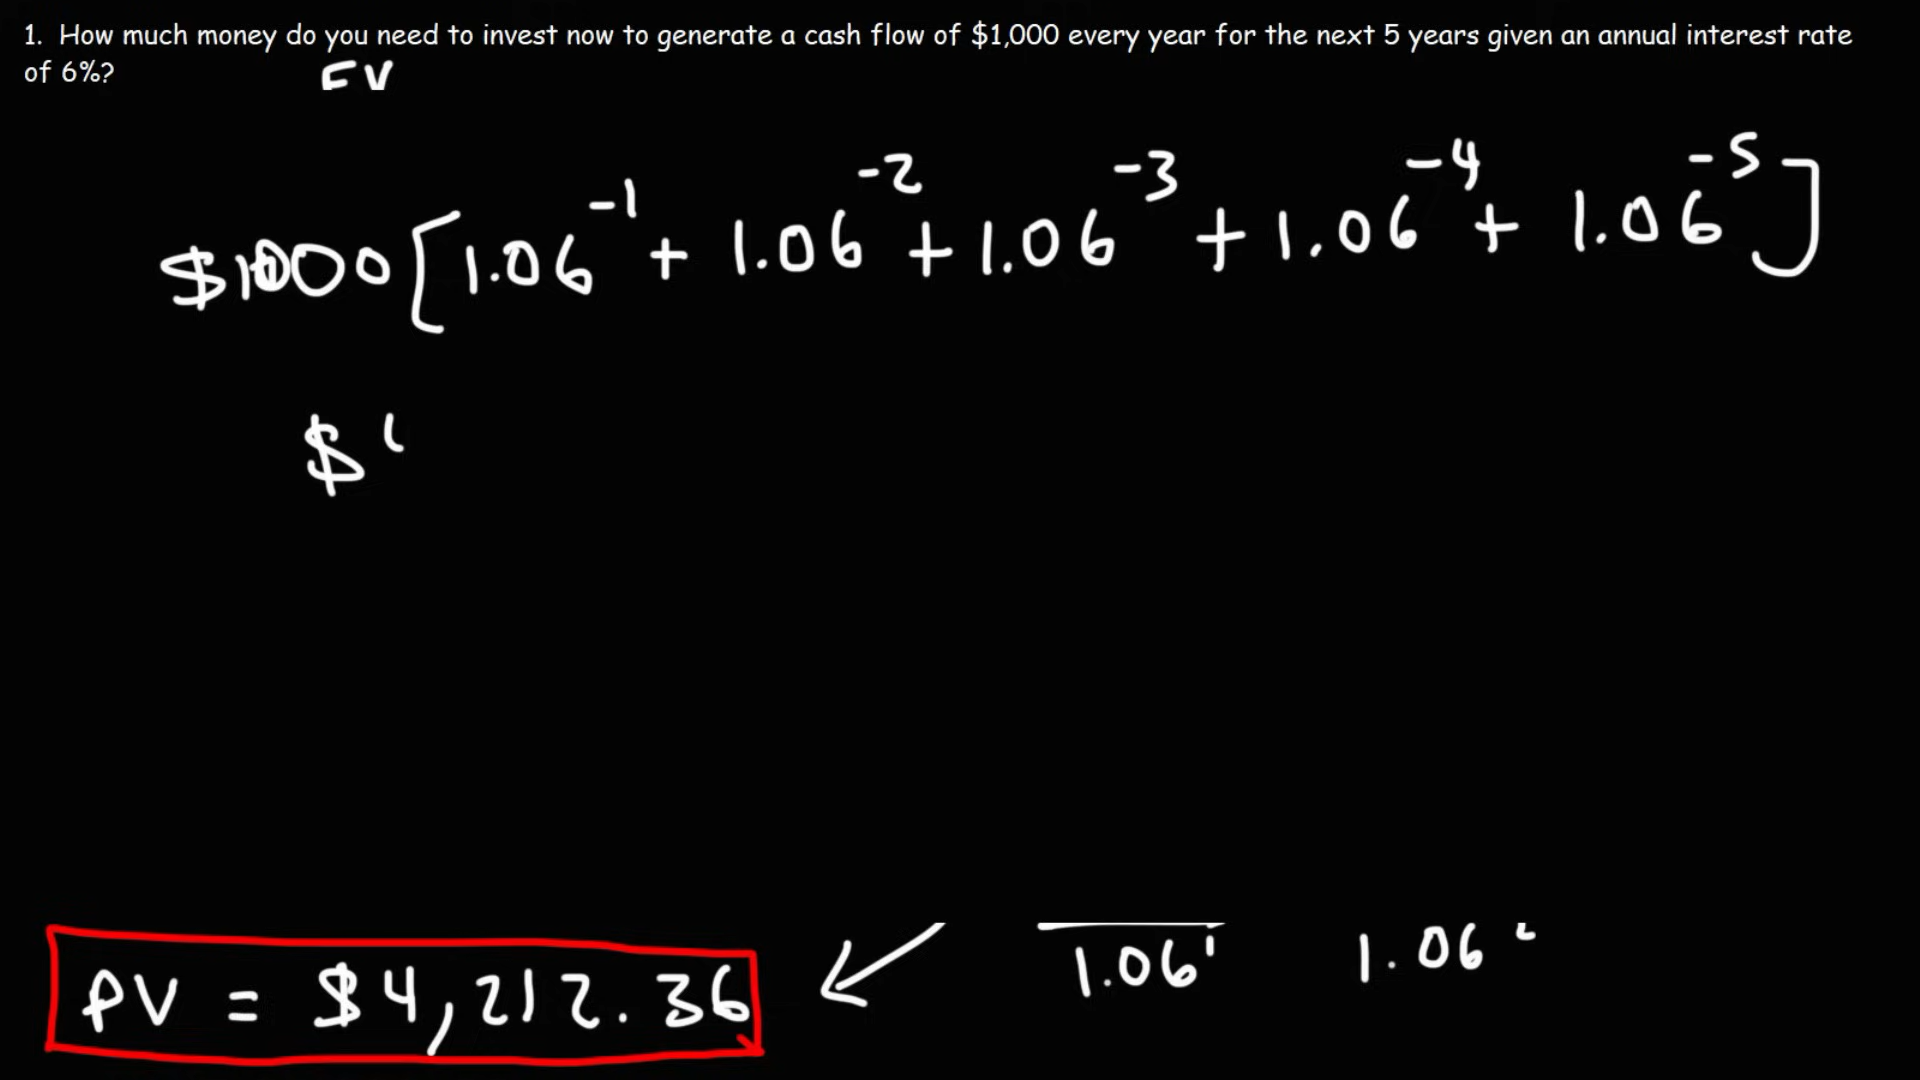 1. How much money do you need to invest now to generate a cash flow of $1,000 every year for the next 5 years given an annual interest rate
of 6%?
FV
$1000[1.06⁻¹ + 1.06⁻² + 1.06⁻³ + 1.06⁻⁴ + 1.06⁻⁵]
$
1.06¹ 1.06
PV = $4,212.36